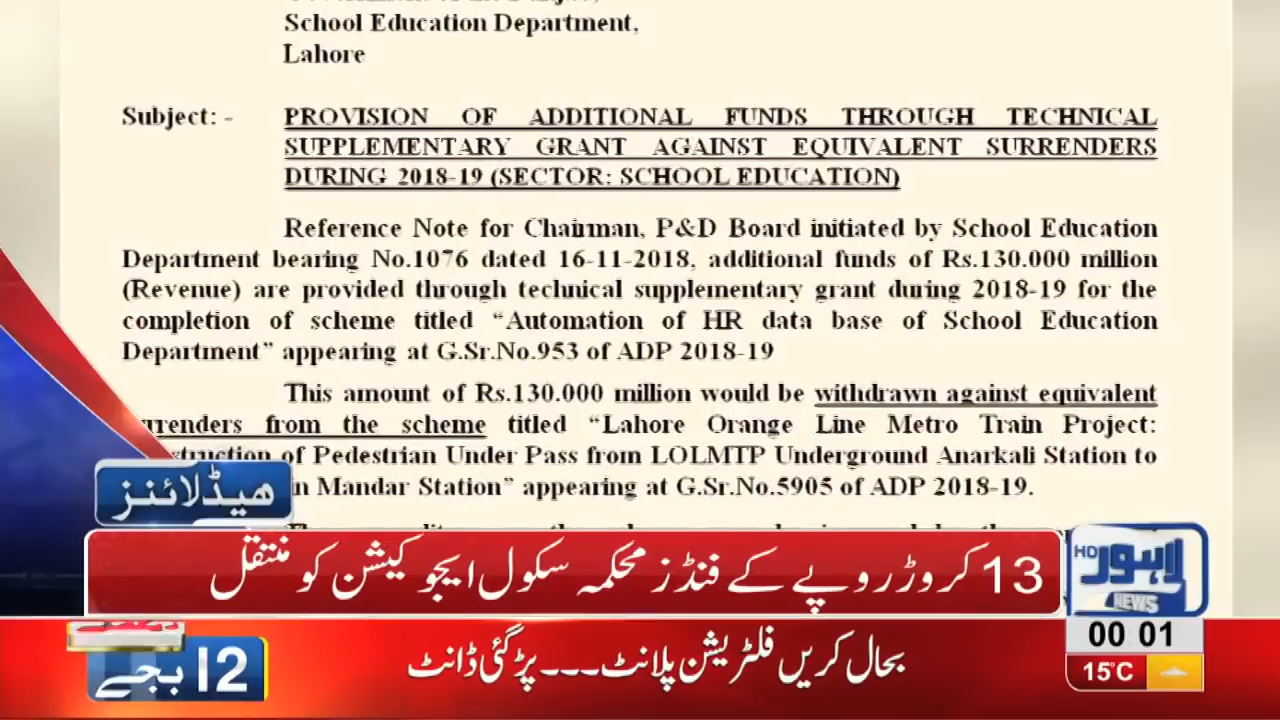 School Education Department,
Lahore
Subject: - PROVISION OF ADDITIONAL FUNDS THROUGH TECHNICAL
SUPPLEMENTARY GRANT AGAINST EQUIVALENT SURRENDERS
DURING 2018-19 (SECTOR: SCHOOL EDUCATION)
Reference Note for Chairman, P&D Board initiated by School Education
Department bearing No.1076 dated 16-11-2018, additional funds of Rs.130.000 million
(Revenue) are provided through technical supplementary grant during 2018-19 for the
completion of scheme titled “Automation of HR data base of School Education
Department” appearing at G.Sr.No.953 of ADP 2018-19
This amount of Rs.130.000 million would be withdrawn against equivalent
from the scheme titled “Lahore Orange Line Metro Train Project:
of Pedestrian Under Pass from LOLMTP Underground Anarkali Station to
Mandar Station” appearing at G.Sr.No.5905 of ADP 2018-19.
ہیڈلائنز
13 کروڑ روپے کے فنڈز محکمہ سکول ایجوکیشن کو منتقل
HD لاہور
NEWS
00 01
15°C
12 بجے
بحال کریں فلٹریشن پلانٹ ۔۔۔ پڑ گئی ڈانٹ